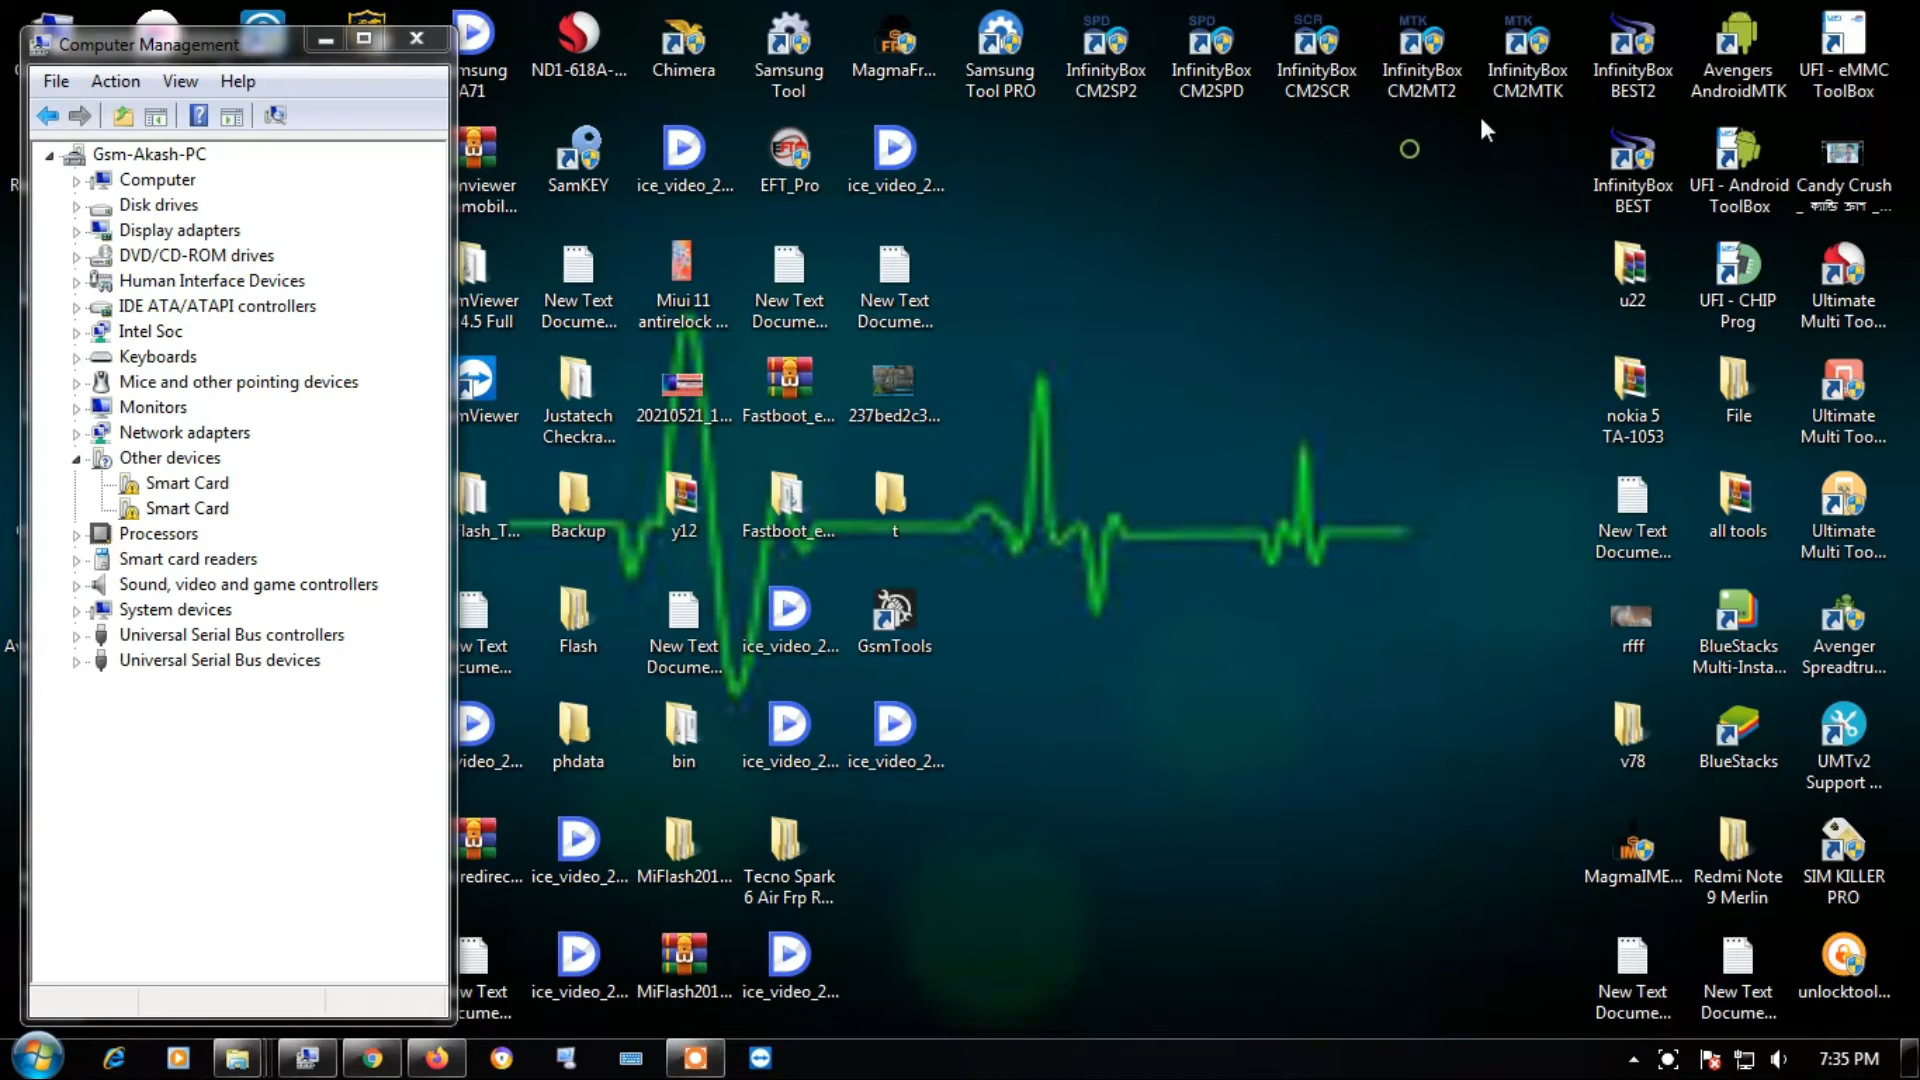 Computer Management
File Action View Help
Gsm-Akash-PC
Computer
Disk drives
Display adapters
DVD/CD-ROM drives
Human Interface Devices
IDE ATA/ATAPI controllers
Intel Soc
Keyboards
Mice and other pointing devices
Monitors
Network adapters
Other devices
Smart Card
Smart Card
Processors
Smart card readers
Sound, video and game controllers
System devices
Universal Serial Bus controllers
Universal Serial Bus devices
msung
A71
ND1-618A-...
Chimera
Samsung
Tool
MagmaFr...
Samsung
Tool PRO
SPD
InfinityBox
CM2SP2
SPD
InfinityBox
CM2SPD
SCR
InfinityBox
CM2SCR
MTK
InfinityBox
CM2MT2
MTK
InfinityBox
CM2MTK
InfinityBox
BEST2
Avengers
AndroidMTK
UFI - eMMC
ToolBox
mviewer
mobil...
SamKEY
ice_video_2...
EFT_Pro
ice_video_2...
InfinityBox
BEST
UFI - Android
ToolBox
Candy Crush
mViewer
4.5 Full
New Text
Docume...
Miui 11
antirelock ...
New Text
Docume...
New Text
Docume...
u22
UFI - CHIP
Prog
Ultimate
Multi Too...
mViewer
Justatech
Checkra...
20210521_1...
Fastboot_e...
237bed2c3...
nokia 5
TA-1053
File
Ultimate
Multi Too...
lash_T...
Backup
y12
Fastboot_e...
t
New Text
Docume...
all tools
Ultimate
Multi Too...
w Text
cume...
Flash
New Text
Docume...
ice_video_2...
GsmTools
rfff
BlueStacks
Multi-Insta...
Avenger
Spreadtru...
video_2...
phdata
bin
ice_video_2...
ice_video_2...
v78
BlueStacks
UMTv2
Support ...
redirec...
ice_video_2...
MiFlash201...
Tecno Spark
6 Air Frp R...
MagmaIME...
Redmi Note
9 Merlin
SIM KILLER
PRO
w Text
cume...
ice_video_2...
MiFlash201...
ice_video_2...
New Text
Docume...
New Text
Docume...
unlocktool...
7:35 PM